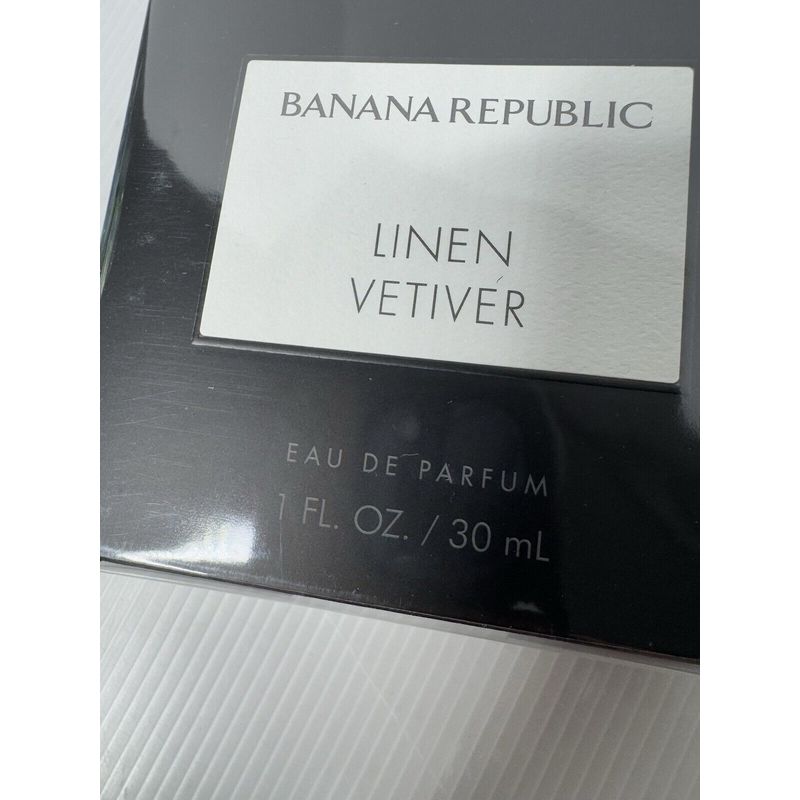 BANANA REPUBLIC
LINEN
VETIVER
EAU DE PARFUM
1 FL. OZ. / 30 mL